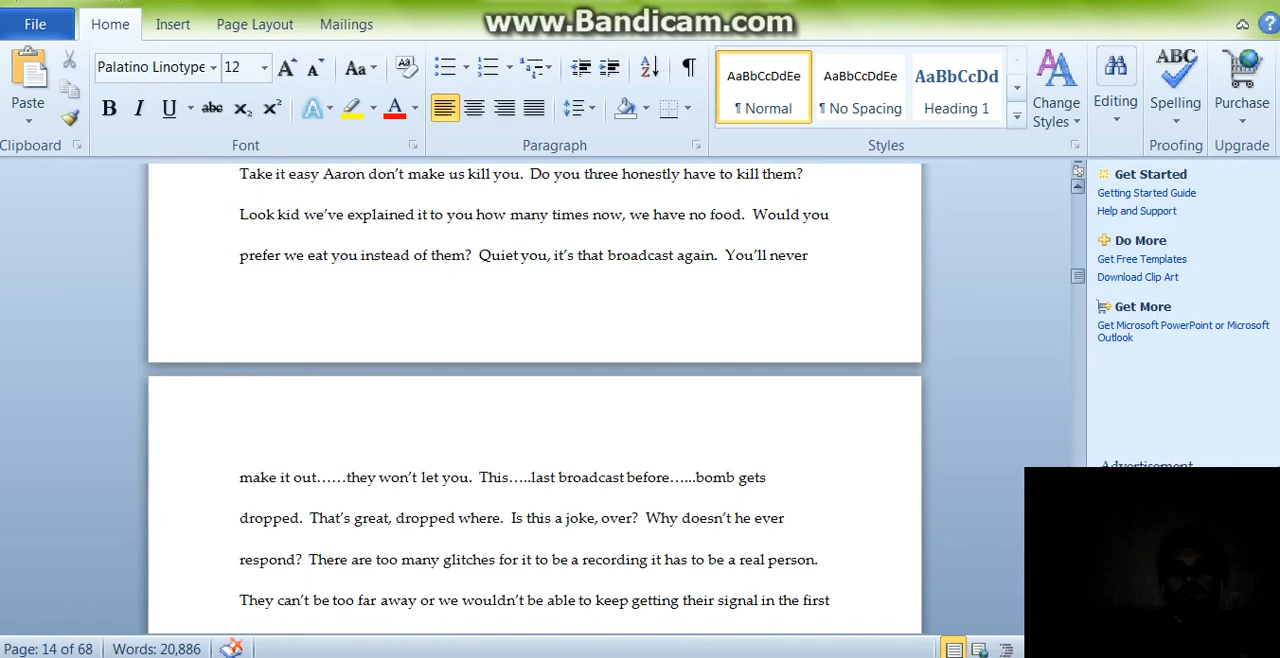 www.Bandicam.com
File Home Insert Page Layout Mailings
Palatino Linotype 12 Aa
AaBbCcDdEe AaBbCcDdEe AaBbCcDd
¶ Normal ¶ No Spacing Heading 1
Paste
B I U abc x₂ x² A A
Change Styles
Editing
ABC
Spelling
Purchase
Clipboard Font Paragraph Styles Proofing Upgrade
Take it easy Aaron don't make us kill you. Do you three honestly have to kill them?
Look kid we've explained it to you how many times now, we have no food. Would you
prefer we eat you instead of them? Quiet you, it's that broadcast again. You'll never
make it out……they won't let you. This…..last broadcast before…...bomb gets
dropped. That's great, dropped where. Is this a joke, over? Why doesn't he ever
respond? There are too many glitches for it to be a recording it has to be a real person.
They can't be too far away or we wouldn't be able to keep getting their signal in the first
Get Started
Getting Started Guide
Help and Support
Do More
Get Free Templates
Download Clip Art
Get More
Get Microsoft PowerPoint or Microsoft
Outlook
Advertisement
Page: 14 of 68 Words: 20,886